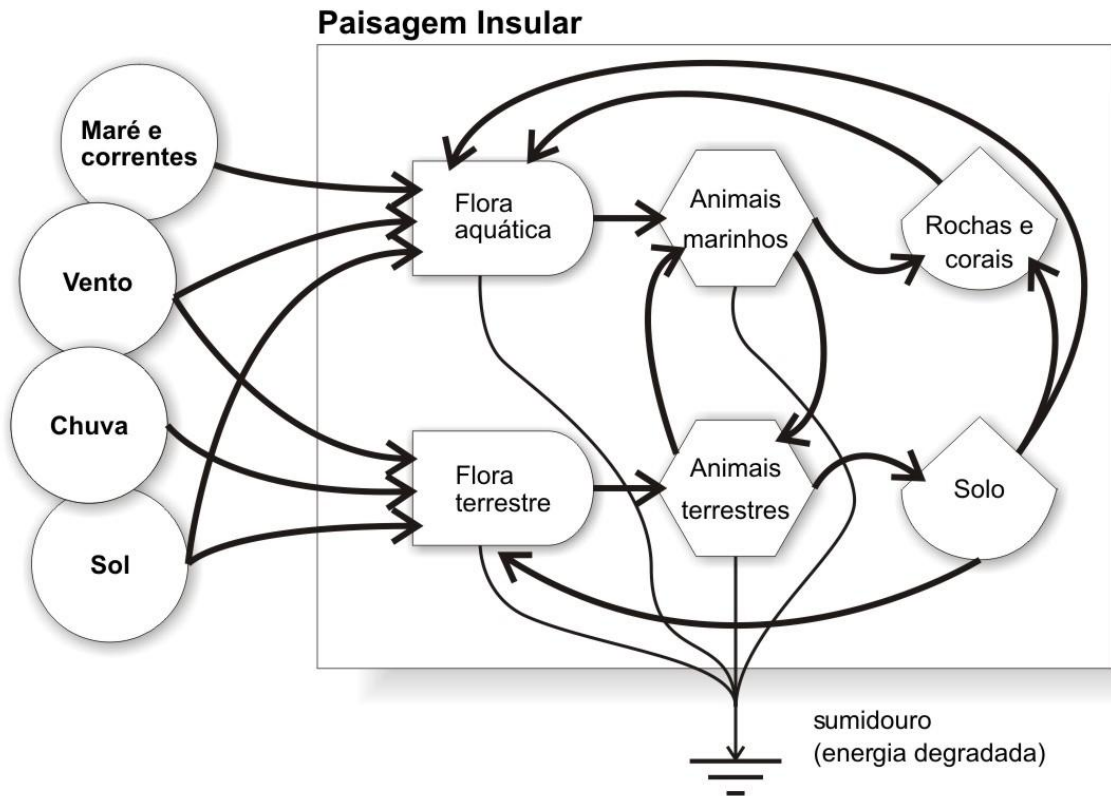 Paisagem Insular
Maré e
correntes
Vento
Chuva
Sol
Flora
aquática
Animais
marinhos
Rochas e
corais
Flora
terrestre
Animais
terrestres
Solo
sumidouro
(energia degradada)